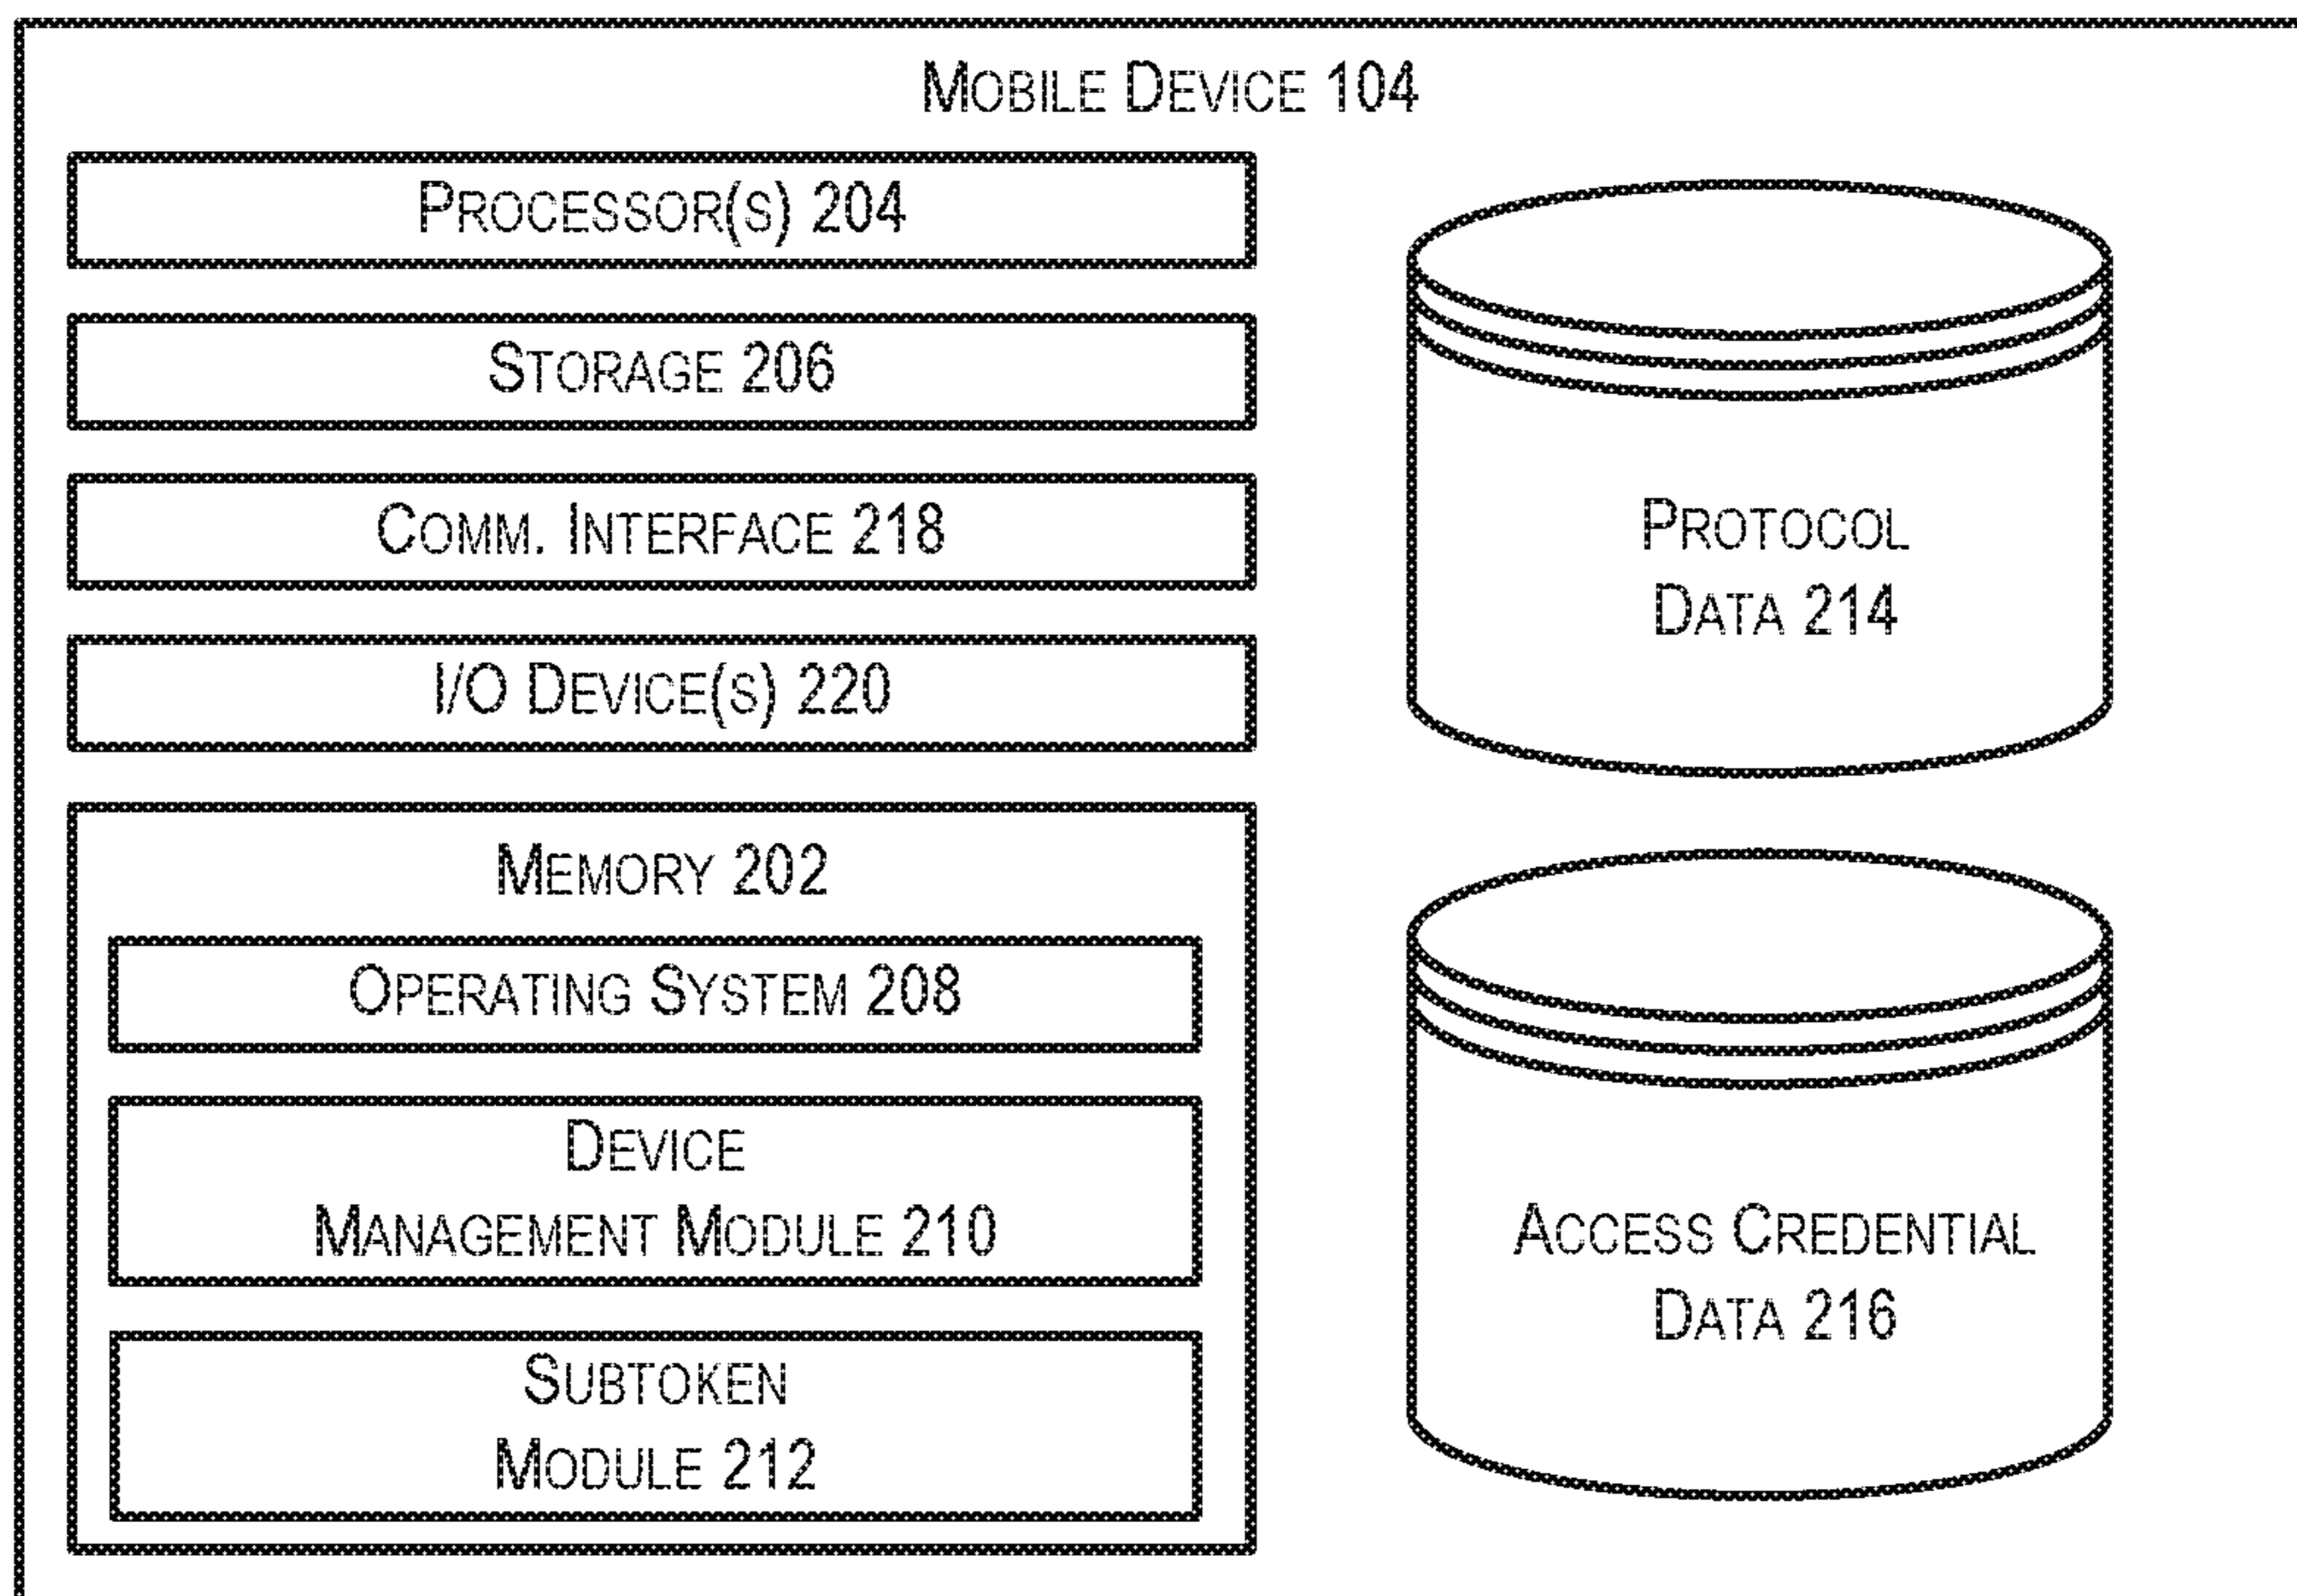 MOBILE DEVICE 104
PROCESSOR(S) 204
STORAGE 206
COMM. INTERFACE 218
I/O DEVICE(S) 220
MEMORY 202
OPERATING SYSTEM 208
DEVICE
MANAGEMENT MODULE 210
SUBTOKEN
MODULE 212
PROTOCOL
DATA 214
ACCESS CREDENTIAL
DATA 216